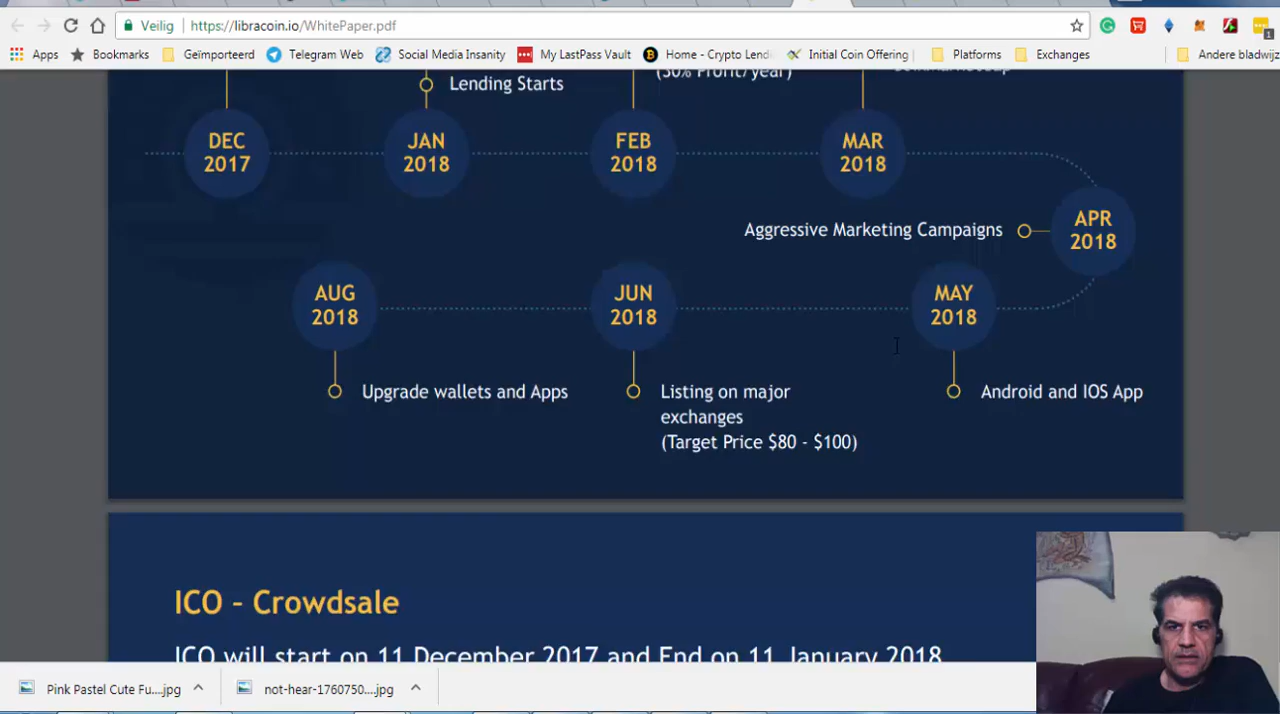 Veilig
https://libracoin.io/WhitePaper.pdf
1
Apps
Bookmarks
Geïmporteerd
Telegram Web
Social Media Insanity
My LastPass Vault
Home - Crypto Lendi
Initial Coin Offering
Platforms
Exchanges
Andere bladwijz
(30% Profit/year)
Lending Starts
DEC
2017
JAN
2018
FEB
2018
MAR
2018
Aggressive Marketing Campaigns
APR
2018
AUG
2018
JUN
2018
MAY
2018
Upgrade wallets and Apps
Listing on major
exchanges
(Target Price $80 - $100)
Android and IOS App
ICO – Crowdsale
ICO will start on 11 December 2017 and End on 11 January 2018
Pink Pastel Cute Fu....jpg
not-hear-1760750....jpg